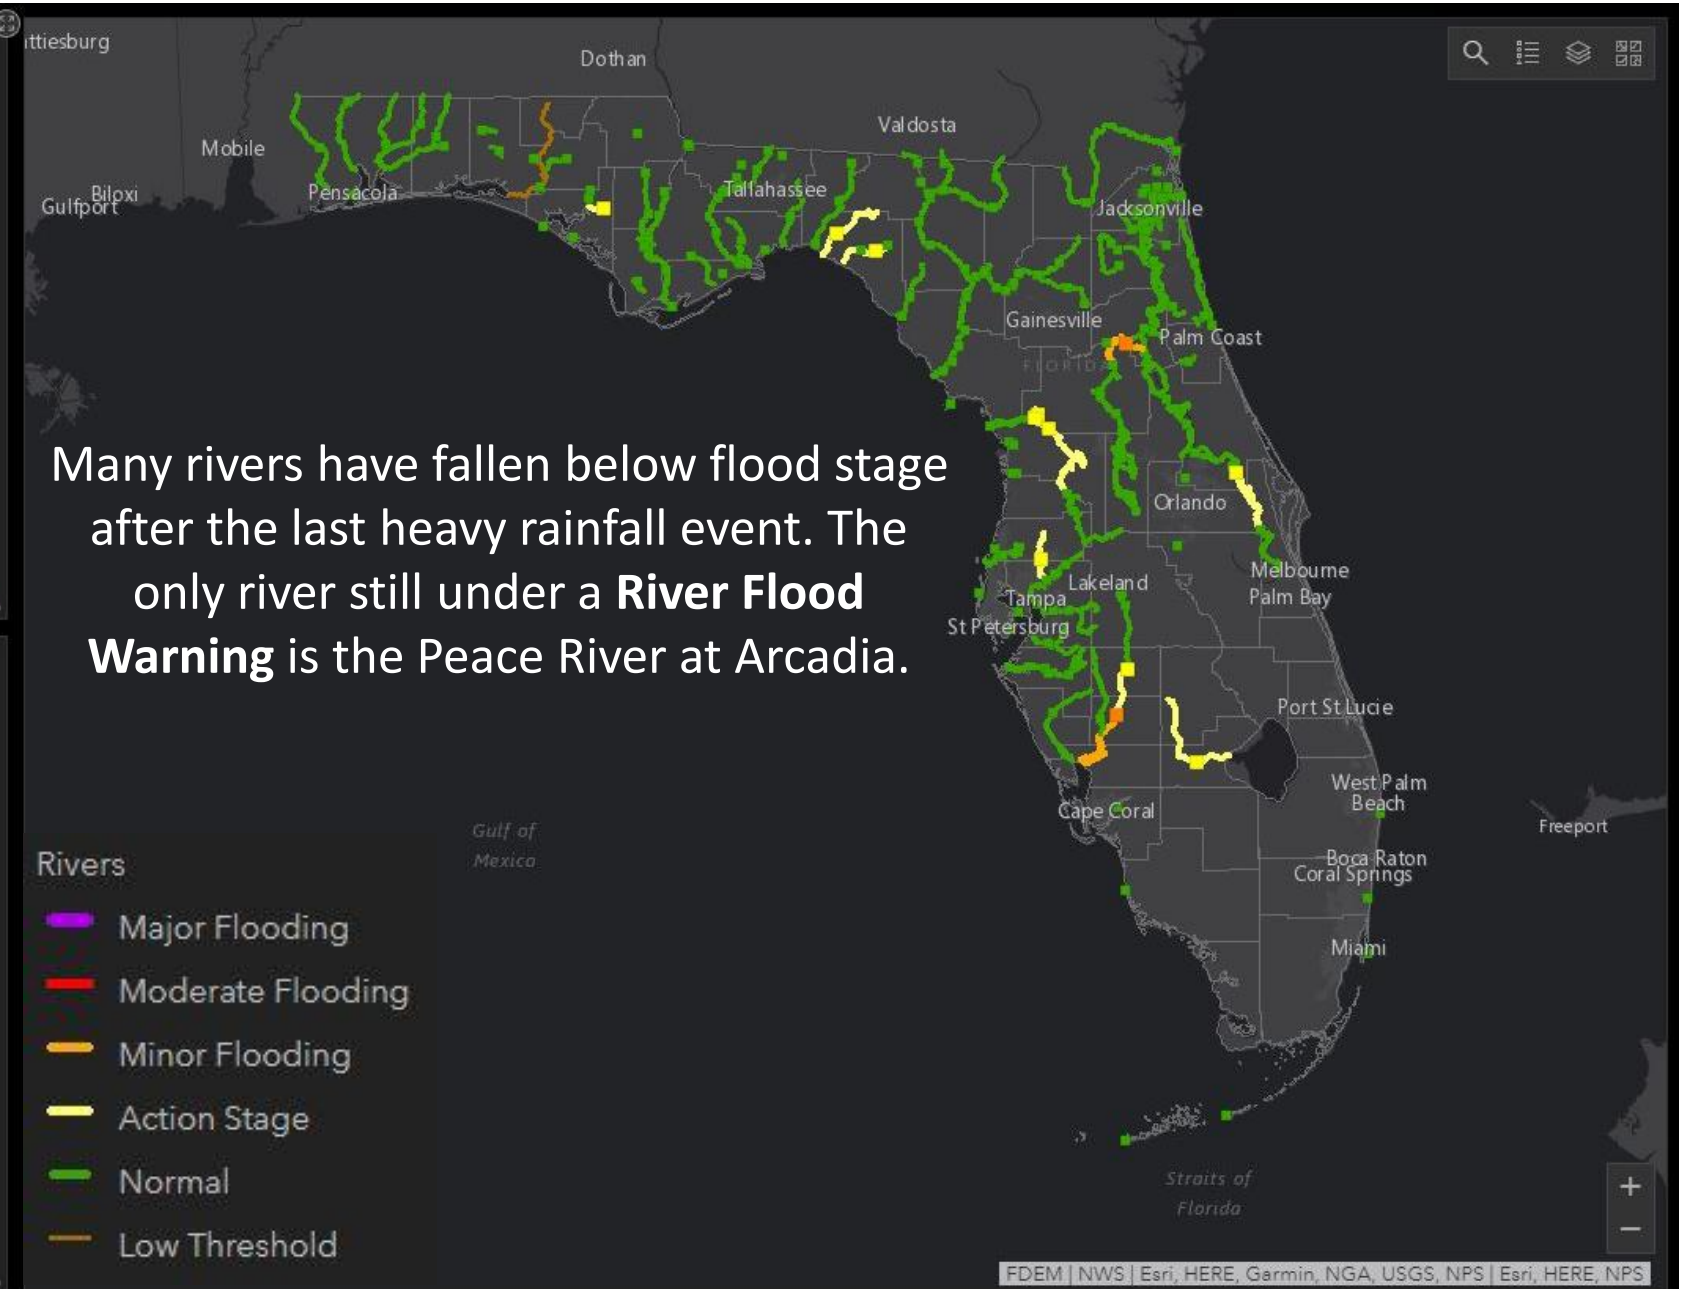 ttiesburg
Dothan
Valdosta
Mobile
Biloxi
Gulfport
Pensacola
Tallahassee
Jacksonville
Gainesville
Palm Coast
FLORIDA
Many rivers have fallen below flood stage
after the last heavy rainfall event. The
only river still under a River Flood
Warning is the Peace River at Arcadia.
Orlando
Melbourne
Palm Bay
Lakeland
Tampa
St Petersburg
Port St Lucie
West Palm
Beach
Cape Coral
Freeport
Boca Raton
Coral Springs
Miami
Gulf of
Mexico
Straits of
Florida
Rivers
Major Flooding
Moderate Flooding
Minor Flooding
Action Stage
Normal
Low Threshold
+
−
FDEM | NWS | Esri, HERE, Garmin, NGA, USGS, NPS | Esri, HERE, NPS